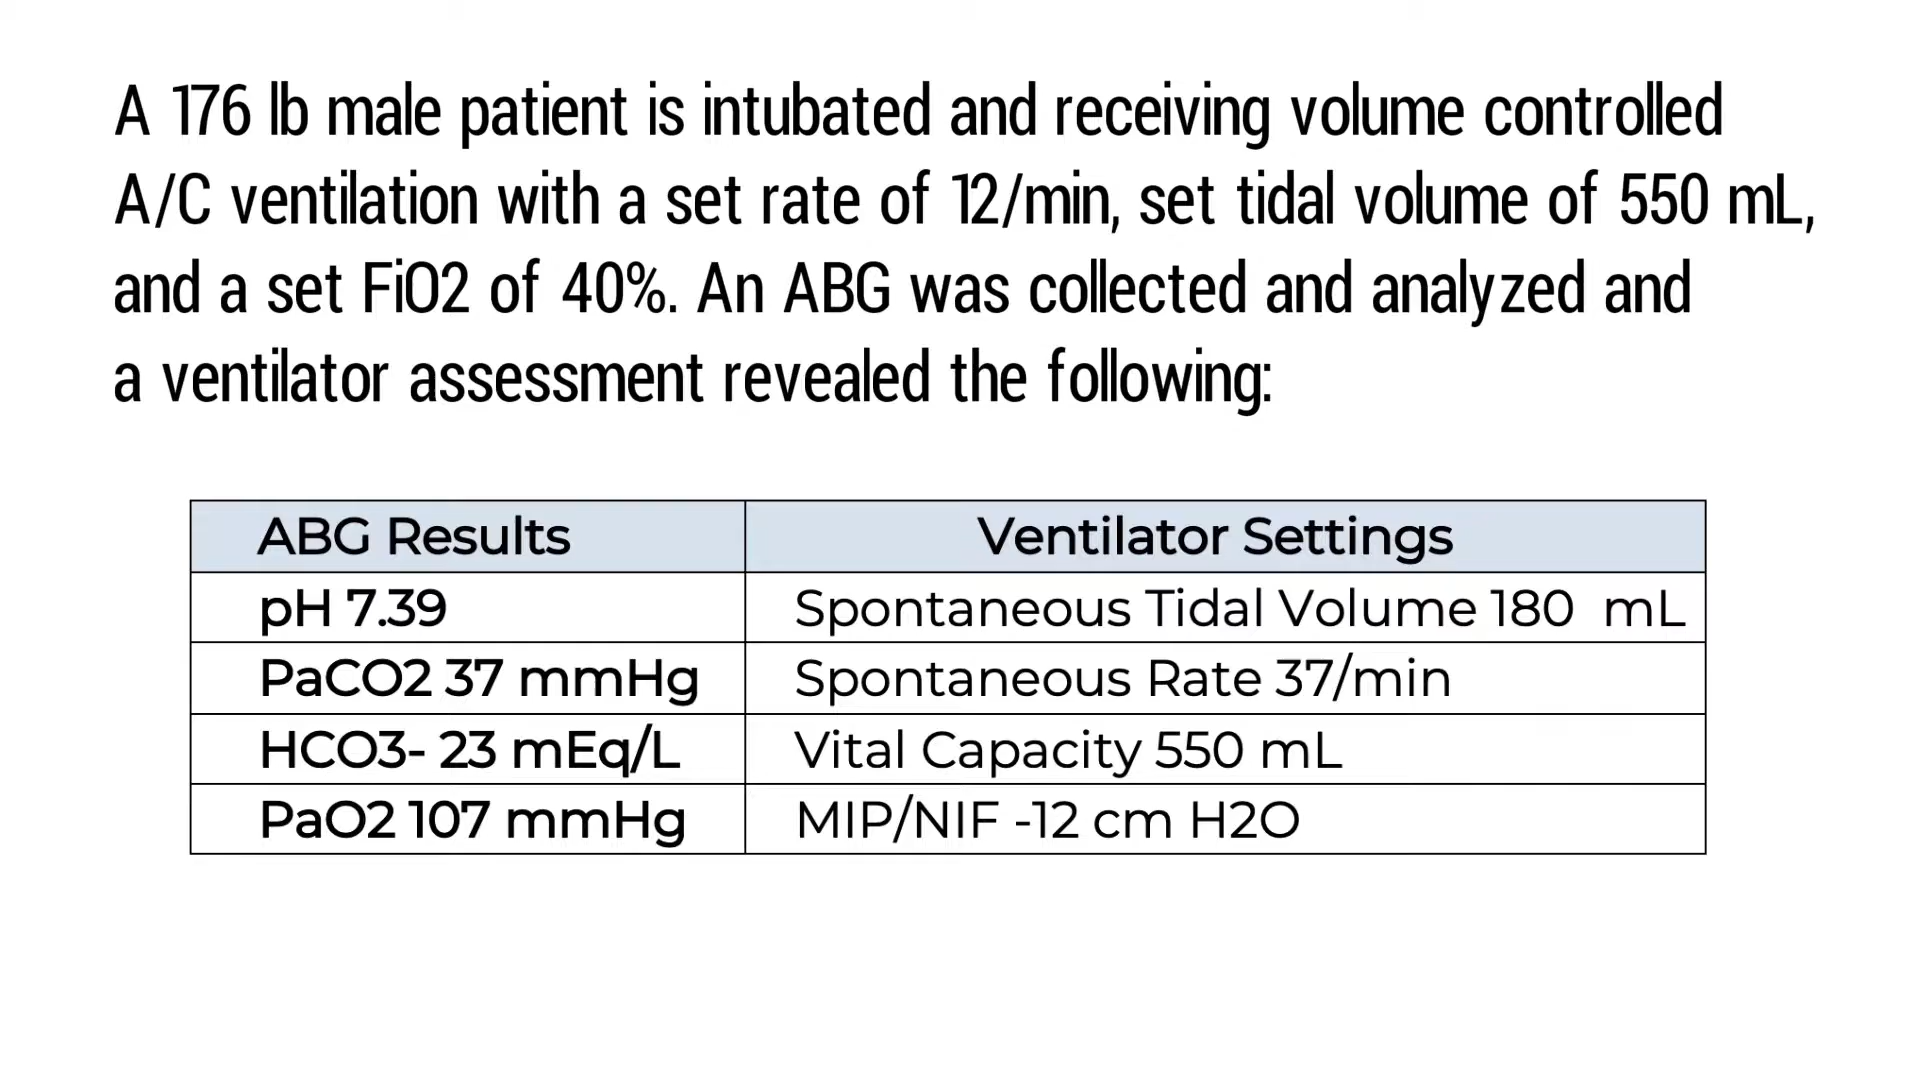 A 176 lb male patient is intubated and receiving volume controlled
A/C ventilation with a set rate of 12/min, set tidal volume of 550 mL,
and a set FiO2 of 40%. An ABG was collected and analyzed and
a ventilator assessment revealed the following:
ABG Results Ventilator Settings
pH 7.39 Spontaneous Tidal Volume 180 mL
PaCO2 37 mmHg Spontaneous Rate 37/min
HCO3- 23 mEq/L Vital Capacity 550 mL
PaO2 107 mmHg MIP/NIF -12 cm H2O